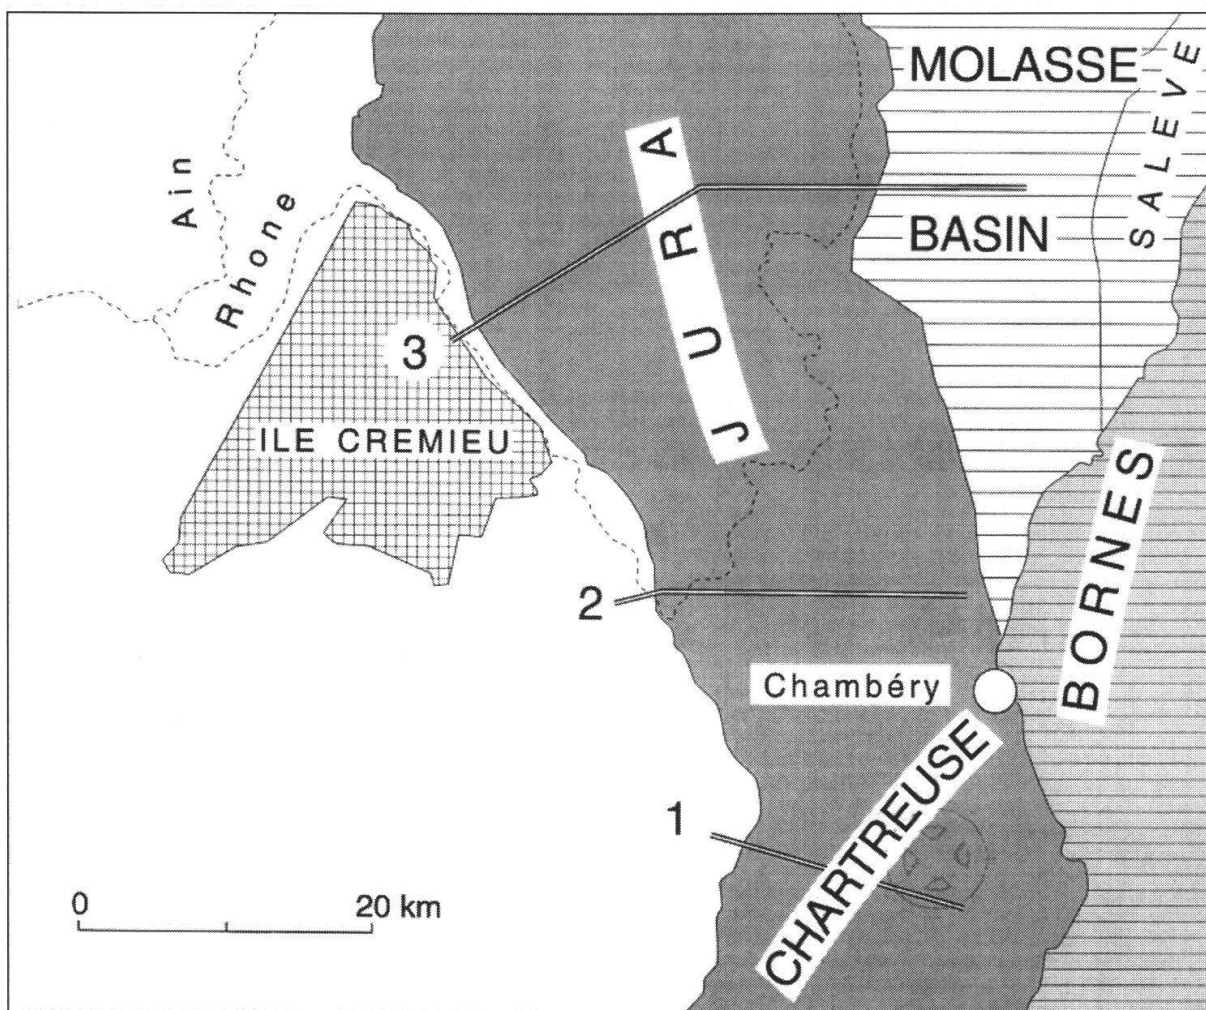 MOLASSE
SALEVE
Ain
Rhone
JURA
BASIN
3
ILE CREMIEU
BORNES
2
Chambéry
CHARTREUSE
1
0 20 km